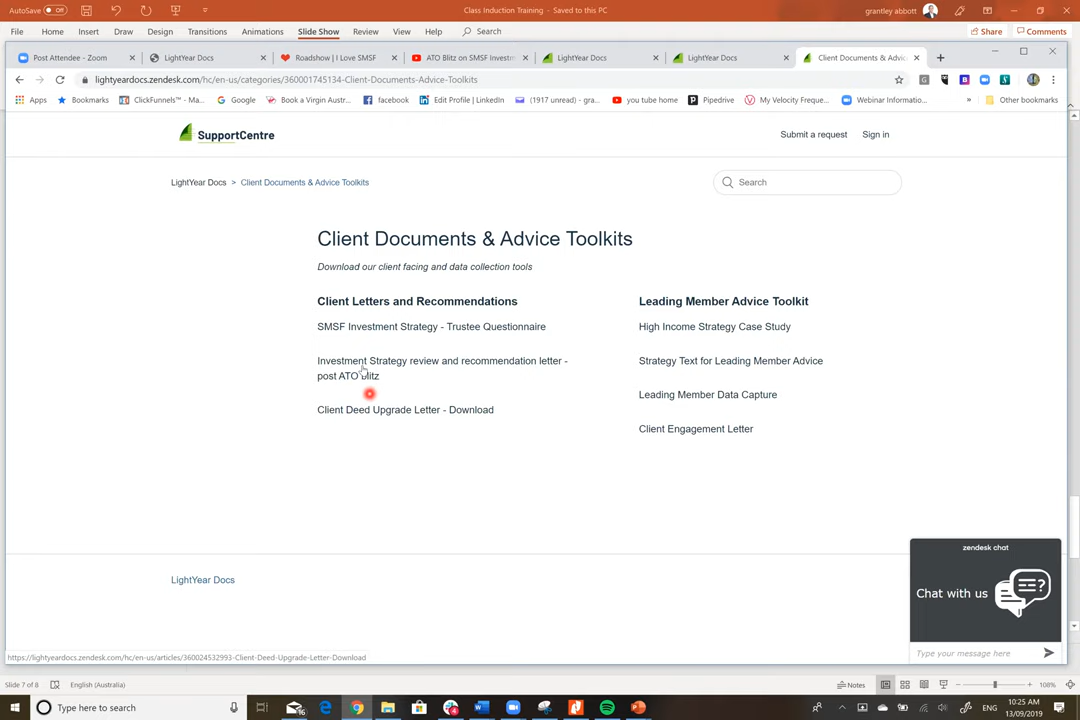 AutoSave Off
Class Induction Training - Saved to this PC
grantley abbott
File Home Insert Draw Design Transitions Animations Slide Show Review View Help Search
Share Comments
Post Attendee - Zoom
LightYear Docs
Roadshow | I Love SMSF
ATO Blitz on SMSF Investm
LightYear Docs
LightYear Docs
Client Documents & Advic
lightyeardocs.zendesk.com/hc/en-us/categories/360001745134-Client-Documents-Advice-Toolkits
Apps Bookmarks ClickFunnels™ - Ma... Google Book a Virgin Austr... facebook Edit Profile | LinkedIn (1917 unread) - gra... you tube home Pipedrive My Velocity Freque... Webinar Informatio... » Other bookmarks
SupportCentre
Submit a request Sign in
LightYear Docs > Client Documents & Advice Toolkits
Search
Client Documents & Advice Toolkits
Download our client facing and data collection tools
Client Letters and Recommendations
SMSF Investment Strategy - Trustee Questionnaire
Investment Strategy review and recommendation letter -
post ATO Blitz
Client Deed Upgrade Letter - Download
Leading Member Advice Toolkit
High Income Strategy Case Study
Strategy Text for Leading Member Advice
Leading Member Data Capture
Client Engagement Letter
LightYear Docs
zendesk chat
Chat with us
Type your message here
https://lightyeardocs.zendesk.com/hc/en-us/articles/360024532993-Client-Deed-Upgrade-Letter-Download
Slide 7 of 8 English (Australia)
Notes
108%
Type here to search
ENG
10:25 AM
13/09/2019